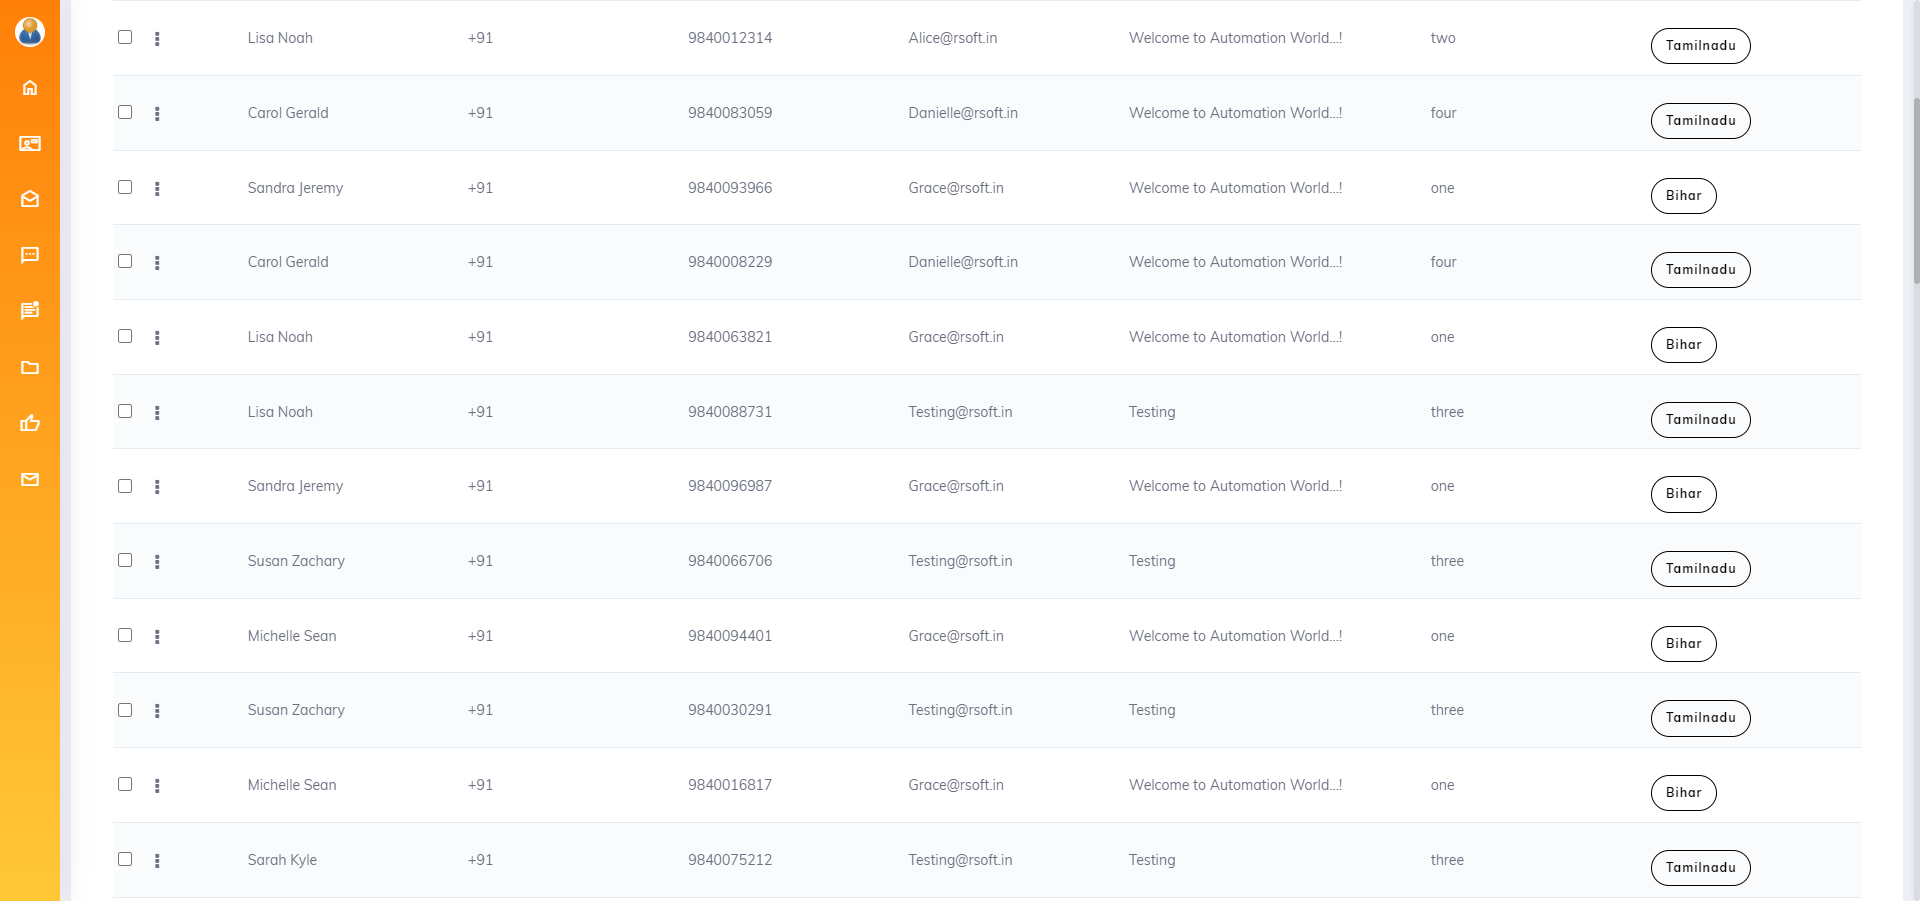 Lisa Noah +91 9840012314 Alice@rsoft.in Welcome to Automation World...! two Tamilnadu
Carol Gerald +91 9840083059 Danielle@rsoft.in Welcome to Automation World...! four Tamilnadu
Sandra Jeremy +91 9840093966 Grace@rsoft.in Welcome to Automation World...! one Bihar
Carol Gerald +91 9840008229 Danielle@rsoft.in Welcome to Automation World...! four Tamilnadu
Lisa Noah +91 9840063821 Grace@rsoft.in Welcome to Automation World...! one Bihar
Lisa Noah +91 9840088731 Testing@rsoft.in Testing three Tamilnadu
Sandra Jeremy +91 9840096987 Grace@rsoft.in Welcome to Automation World...! one Bihar
Susan Zachary +91 9840066706 Testing@rsoft.in Testing three Tamilnadu
Michelle Sean +91 9840094401 Grace@rsoft.in Welcome to Automation World...! one Bihar
Susan Zachary +91 9840030291 Testing@rsoft.in Testing three Tamilnadu
Michelle Sean +91 9840016817 Grace@rsoft.in Welcome to Automation World...! one Bihar
Sarah Kyle +91 9840075212 Testing@rsoft.in Testing three Tamilnadu